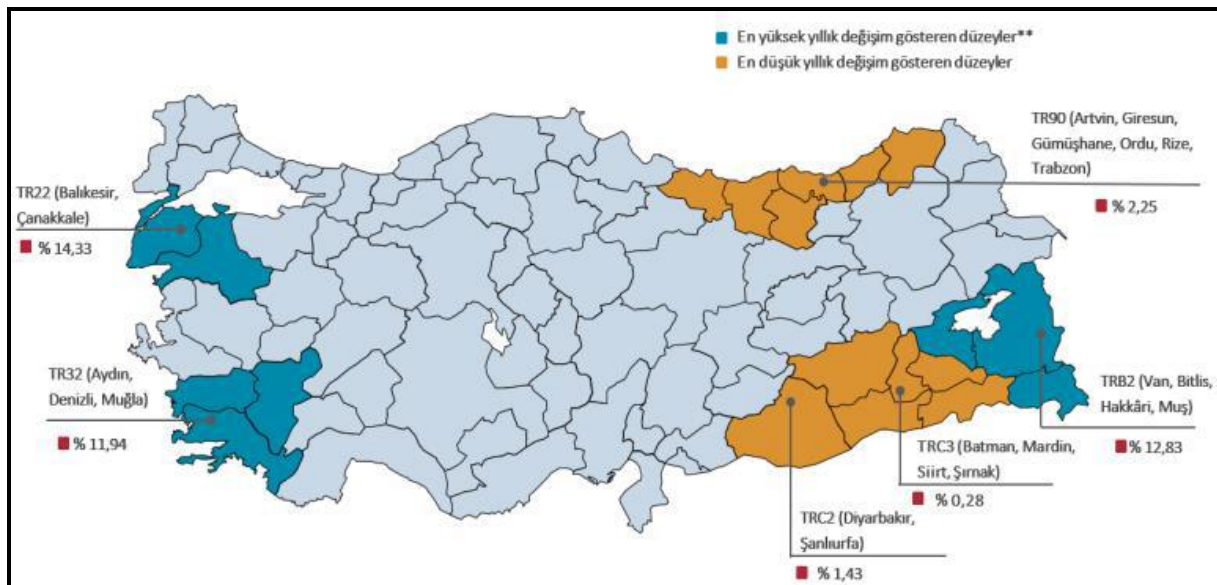 En yüksek yıllık değişim gösteren düzeyler**
En düşük yıllık değişim gösteren düzeyler
TR90 (Artvin, Giresun,
Gümüşhane, Ordu, Rize,
Trabzon)
% 2,25
TR22 (Balıkesir,
Çanakkale)
% 14,33
TR32 (Aydın,
Denizli, Muğla)
% 11,94
TRB2 (Van, Bitlis,
Hakkâri, Muş)
% 12,83
TRC3 (Batman, Mardin,
Siirt, Şırnak)
% 0,28
TRC2 (Diyarbakır,
Şanlıurfa)
% 1,43